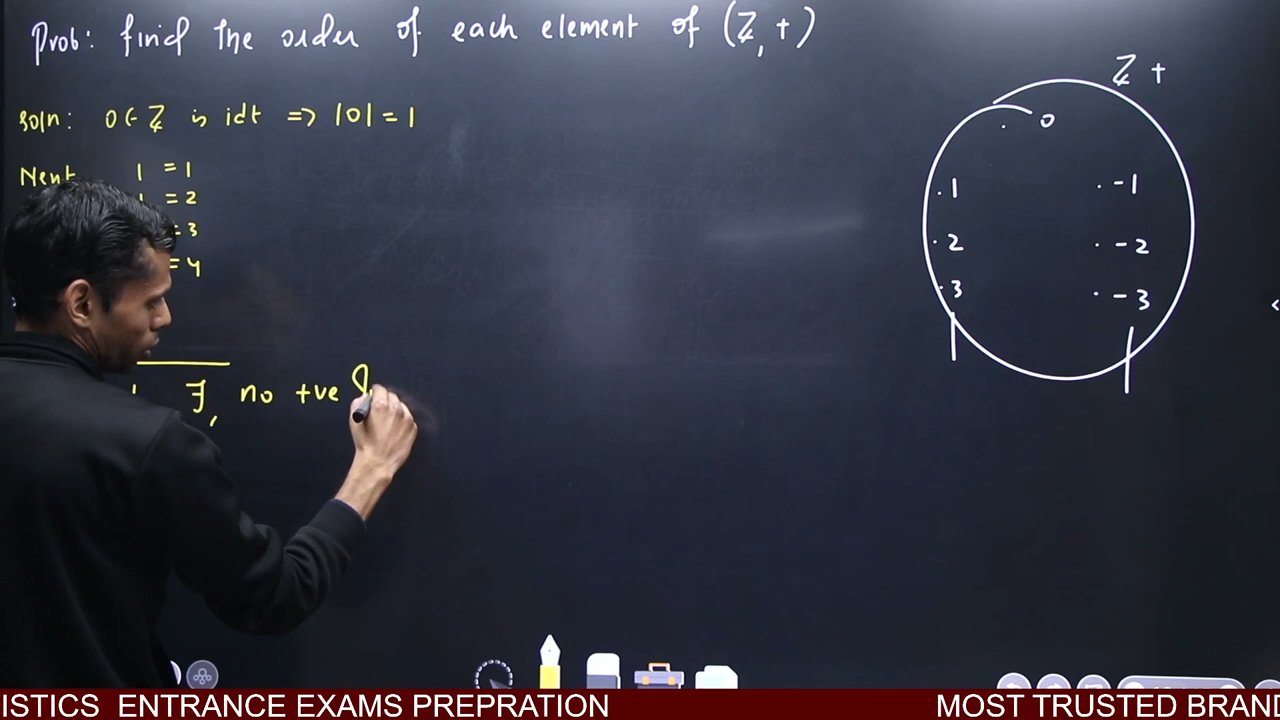 Prob: find the order of each element of (ℤ, +)
Soln: 0 ∈ ℤ is idt ⇒ |0| = 1
Next 1 = 1
= 2
= 3
= 4
∃, no +ve
ℤ +
0
1 -1
2 -2
3 -3
ISTICS ENTRANCE EXAMS PREPRATION MOST TRUSTED BRAND